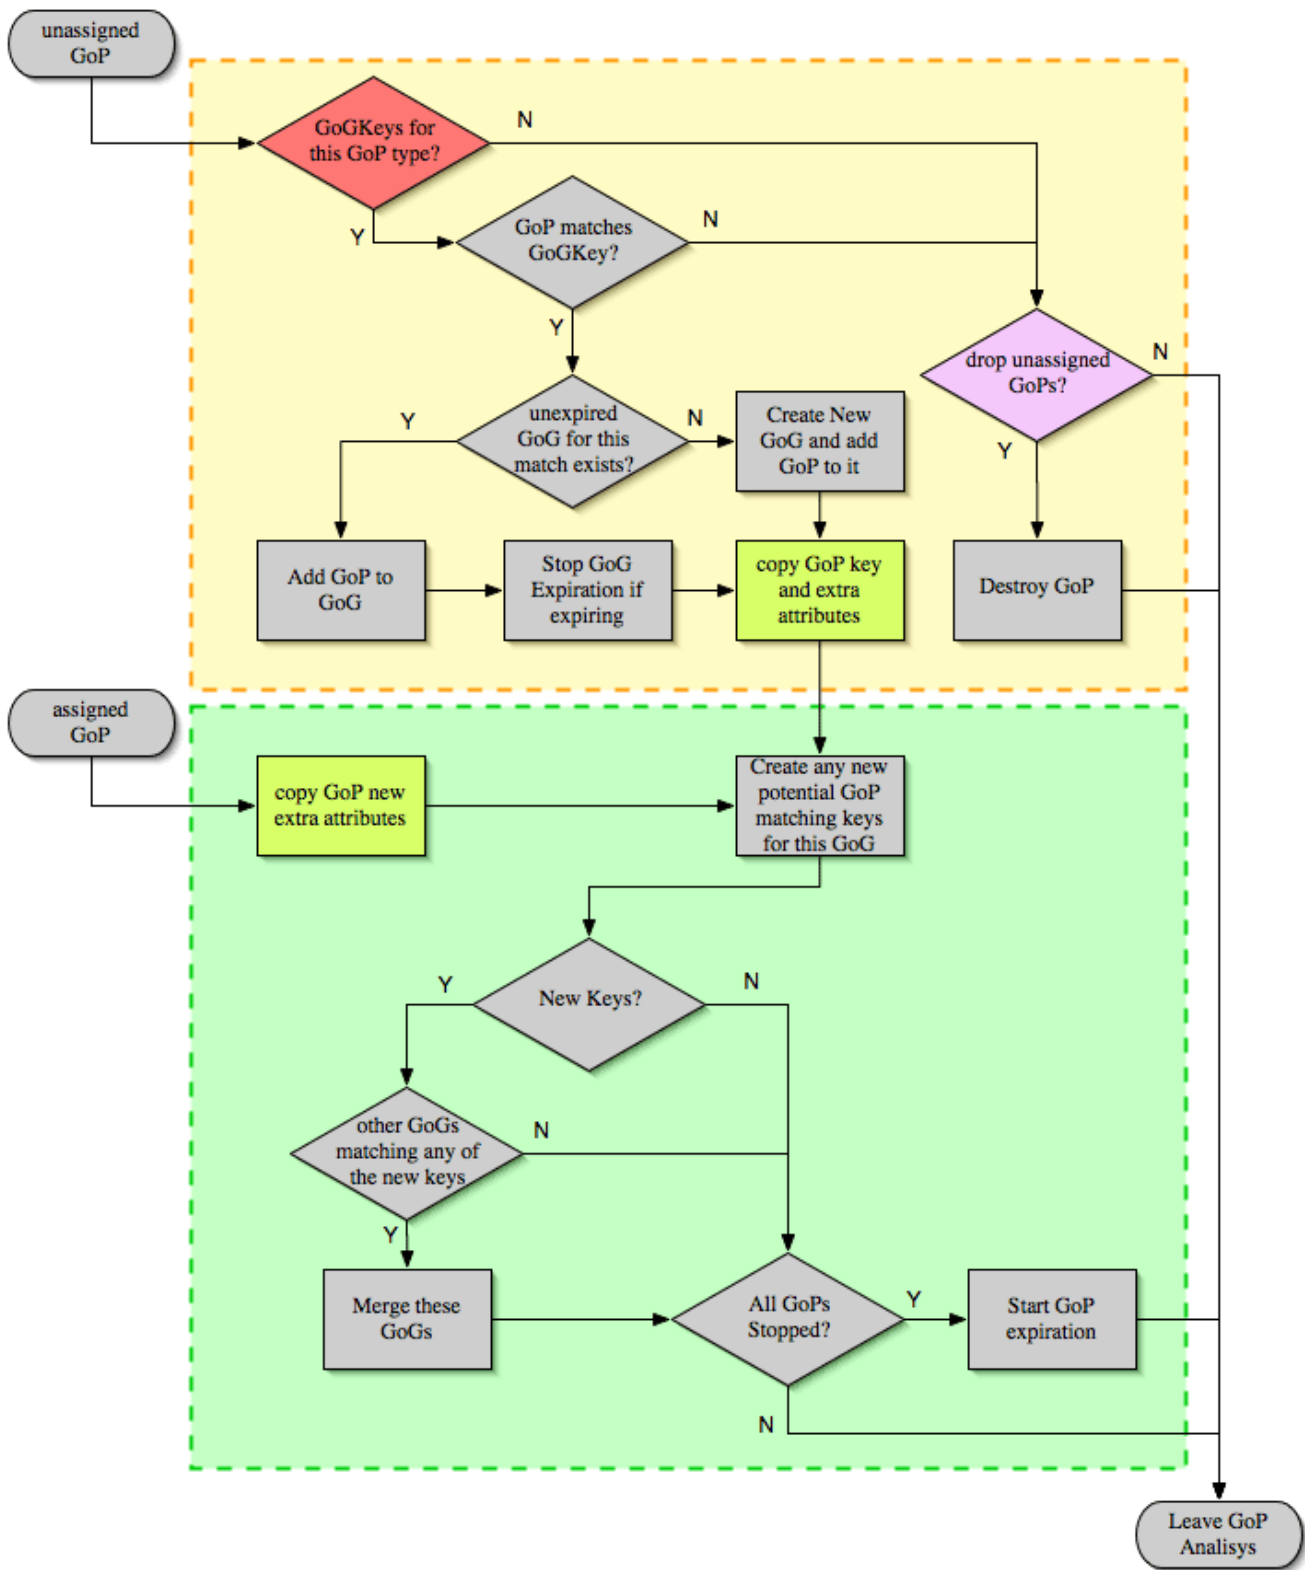 unassigned
GoP
GoGKeys for
this GoP type?
N
Y
GoP matches
GoGKey?
N
Y
drop unassigned
GoPs?
N
Y
unexpired
GoG for this
match exists?
Y
N
Create New
GoG and add
GoP to it
Add GoP to
GoG
Stop GoG
Expiration if
expiring
copy GoP key
and extra
attributes
Destroy GoP
assigned
GoP
copy GoP new
extra attributes
Create any new
potential GoP
matching keys
for this GoG
New Keys?
Y
N
other GoGs
matching any of
the new keys
N
Y
Merge these
GoGs
All GoPs
Stopped?
Y
N
Start GoP
expiration
Leave GoP
Analisys